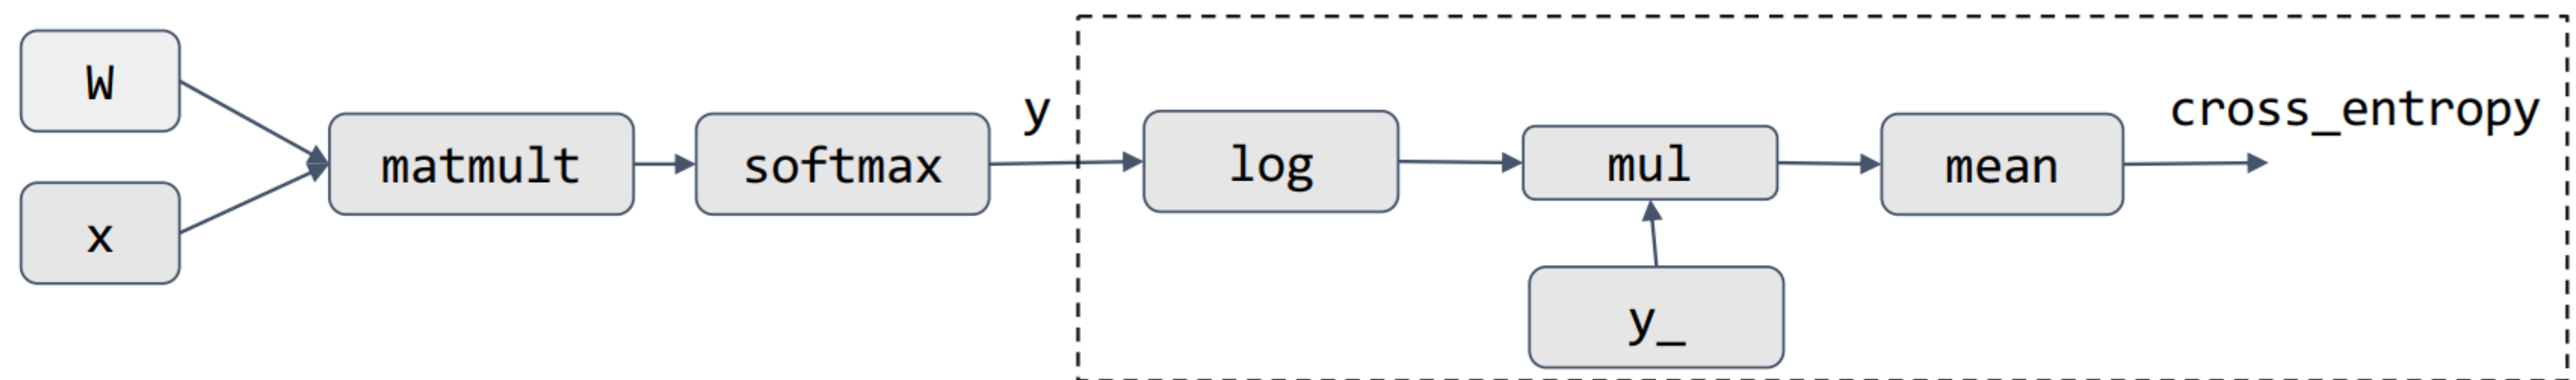 W
x
matmult
softmax
y
log
mul
y_
mean
cross_entropy